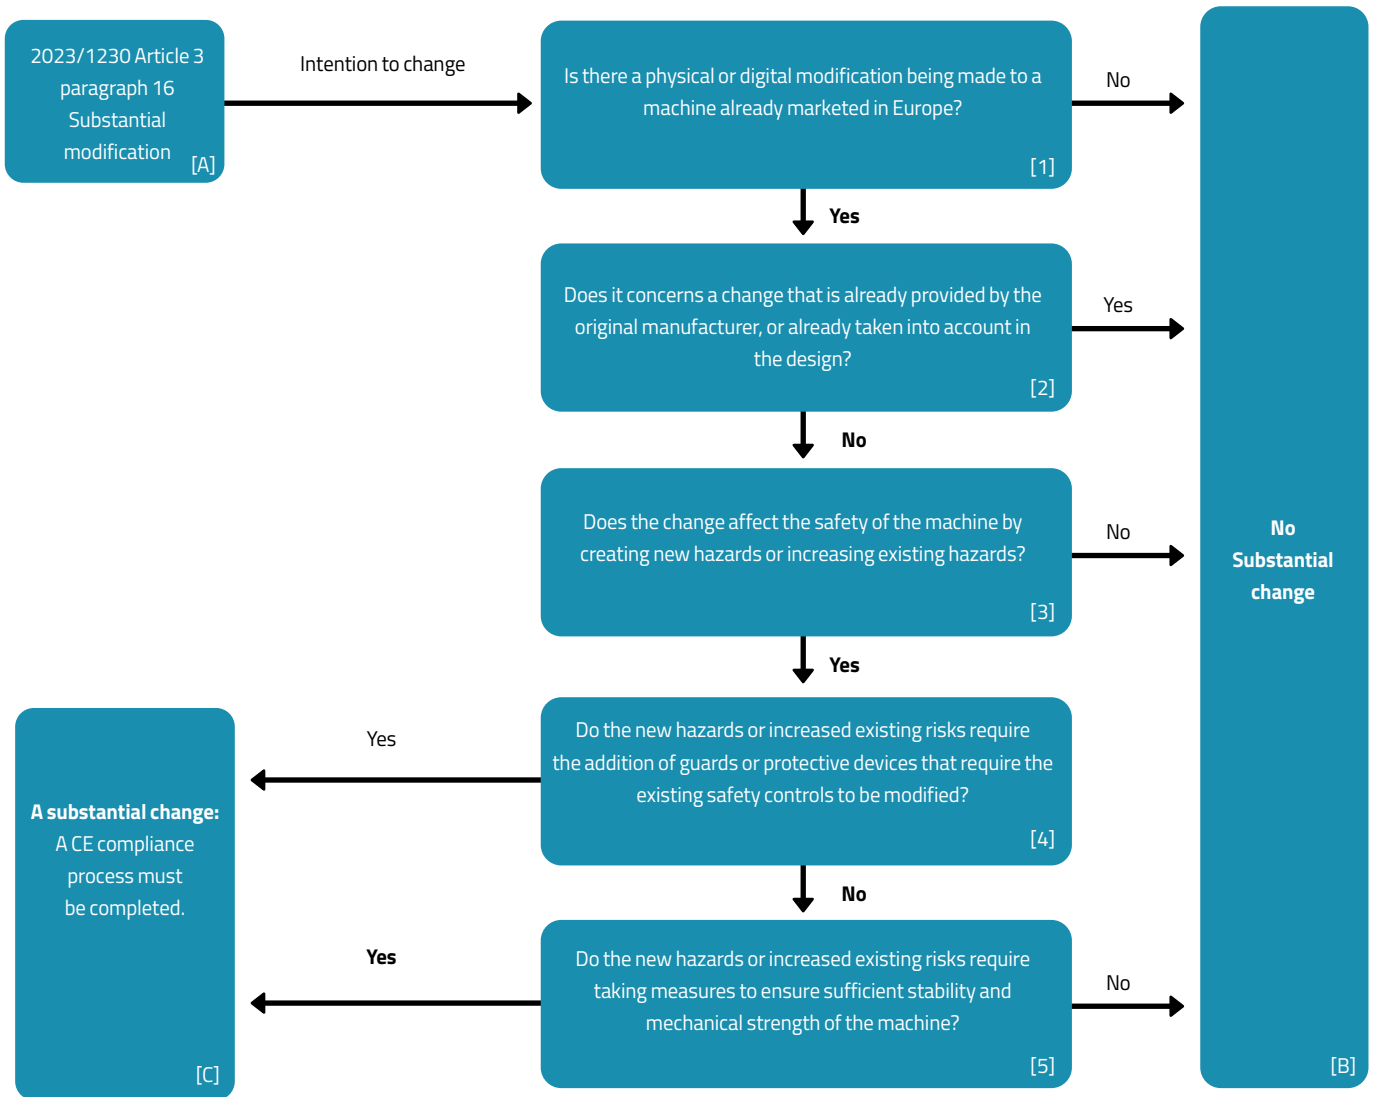 2023/1230 Article 3
paragraph 16
Substantial
modification
[A]
Intention to change
Is there a physical or digital modification being made to a
machine already marketed in Europe?
[1]
No
Yes
Does it concerns a change that is already provided by the
original manufacturer, or already taken into account in
the design?
[2]
Yes
No
Does the change affect the safety of the machine by
creating new hazards or increasing existing hazards?
[3]
No
Yes
Do the new hazards or increased existing risks require
the addition of guards or protective devices that require the
existing safety controls to be modified?
[4]
Yes
No
Do the new hazards or increased existing risks require
taking measures to ensure sufficient stability and
mechanical strength of the machine?
[5]
Yes
No
A substantial change:
A CE compliance
process must
be completed.
[C]
No
Substantial
change
[B]